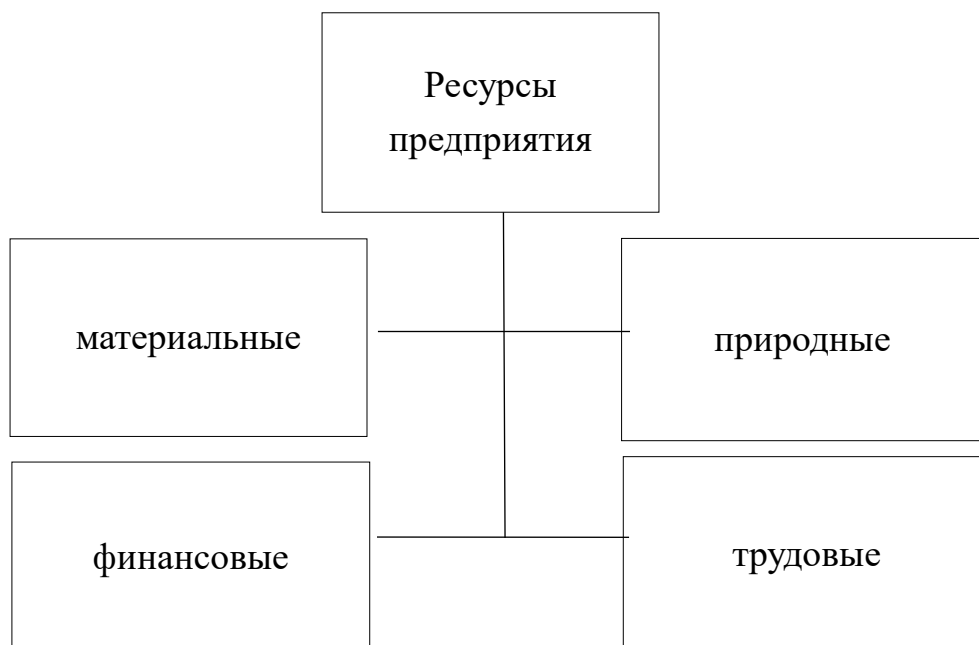 Ресурсы
предприятия
материальные
природные
финансовые
трудовые